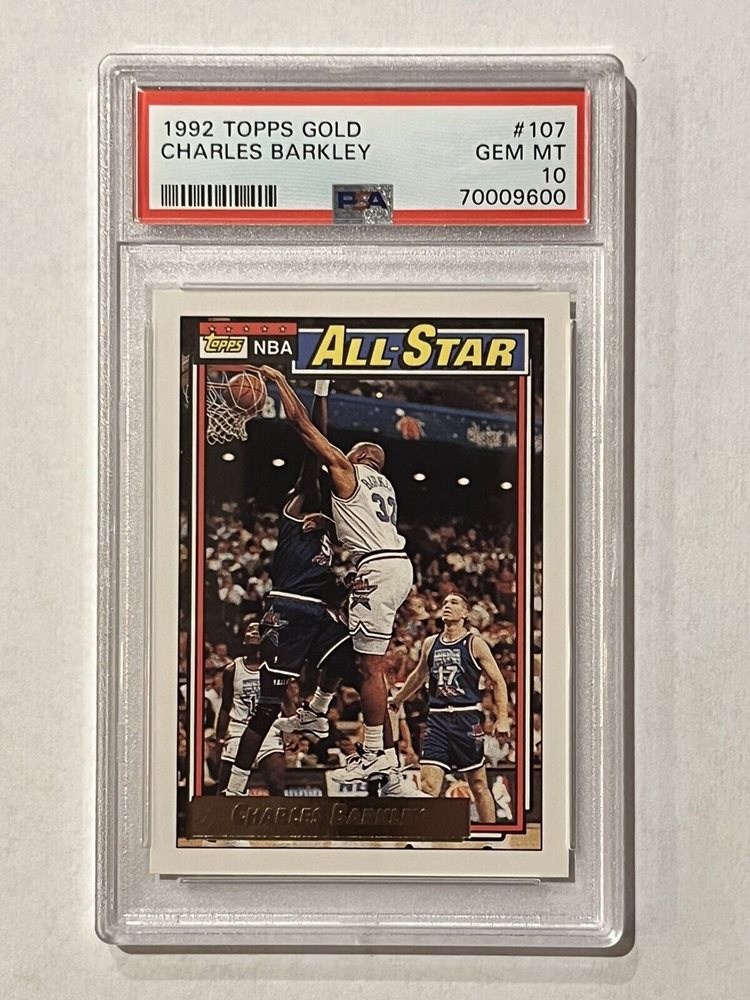 1992 TOPPS GOLD #107
CHARLES BARKLEY GEM MT
10
PSA 70009600
Topps NBA ALL-STAR
32
17
CHARLES BARKLEY